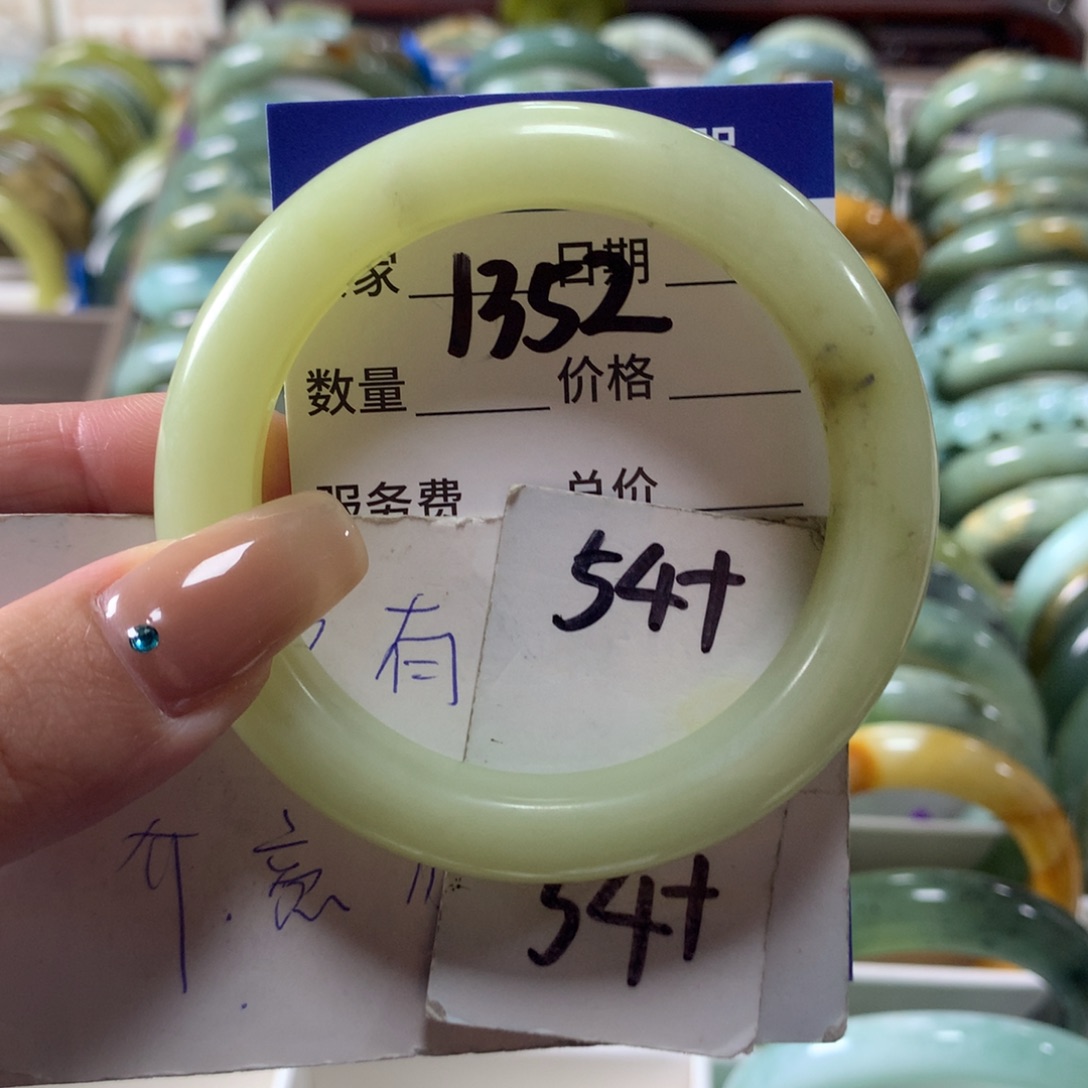 家 日期
1352
数量 价格
服务费 总价
54+
有
54+